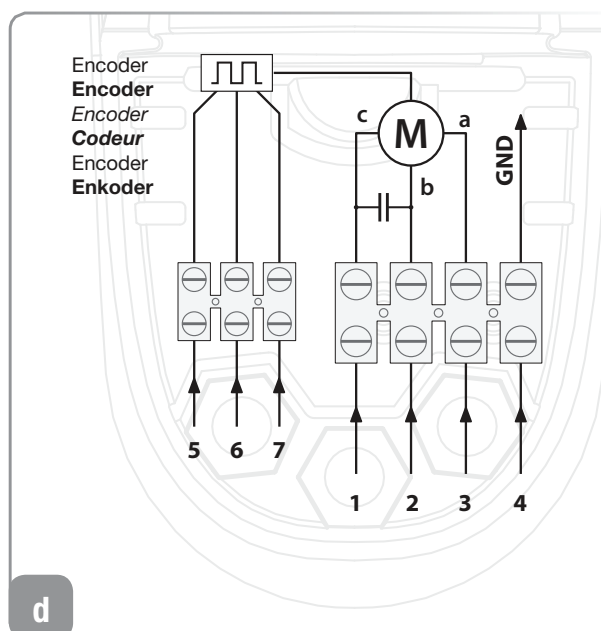 Encoder
Encoder
Encoder
Codeur
Encoder
Enkoder
c
M
a
b
GND
5 6 7
1 2 3 4
d